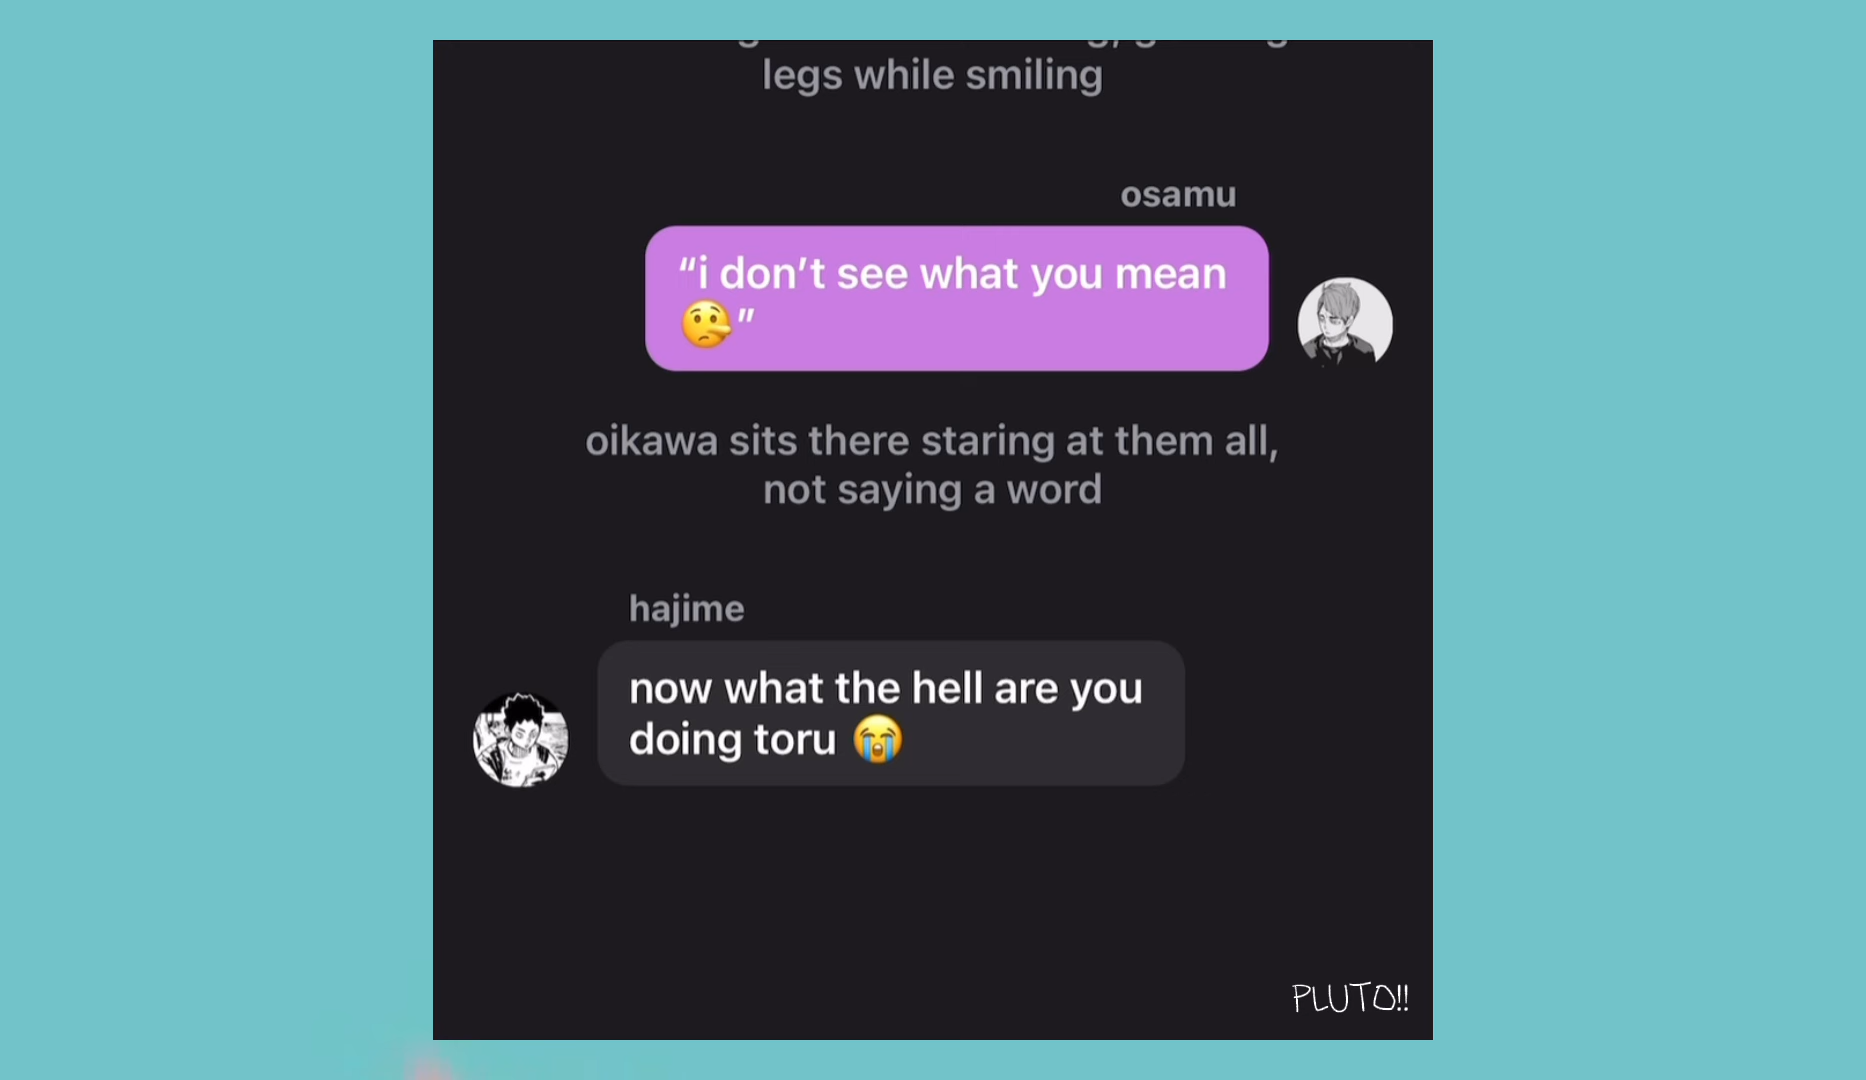 legs while smiling
osamu
“i don’t see what you mean
🤥”
oikawa sits there staring at them all,
not saying a word
hajime
now what the hell are you
doing toru 😭
PLUTO!!